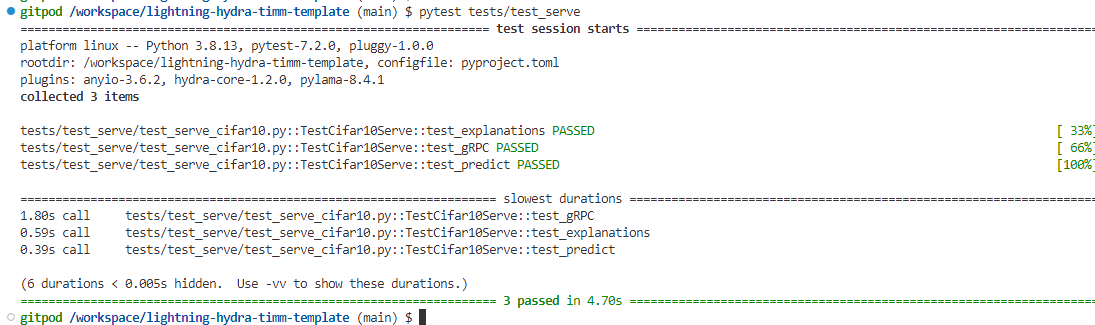 gitpod /workspace/lightning-hydra-timm-template (main) $ pytest tests/test_serve
=================================================================== test session starts ===================================================================
platform linux -- Python 3.8.13, pytest-7.2.0, pluggy-1.0.0
rootdir: /workspace/lightning-hydra-timm-template, configfile: pyproject.toml
plugins: anyio-3.6.2, hydra-core-1.2.0, pylama-8.4.1
collected 3 items
tests/test_serve/test_serve_cifar10.py::TestCifar10Serve::test_explanations PASSED [ 33%]
tests/test_serve/test_serve_cifar10.py::TestCifar10Serve::test_gRPC PASSED [ 66%]
tests/test_serve/test_serve_cifar10.py::TestCifar10Serve::test_predict PASSED [100%]
==================================================================== slowest durations ====================================================================
1.80s call tests/test_serve/test_serve_cifar10.py::TestCifar10Serve::test_gRPC
0.59s call tests/test_serve/test_serve_cifar10.py::TestCifar10Serve::test_explanations
0.39s call tests/test_serve/test_serve_cifar10.py::TestCifar10Serve::test_predict
(6 durations < 0.005s hidden. Use -vv to show these durations.)
==================================================================== 3 passed in 4.70s ====================================================================
gitpod /workspace/lightning-hydra-timm-template (main) $